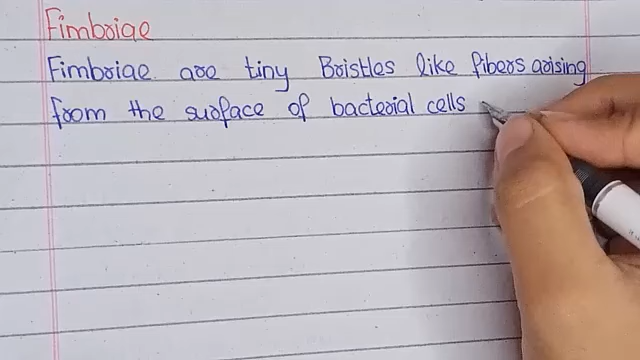 Fimbriae
Fimbriae are tiny Bristles like fibers arising
from the surface of bacterial cells